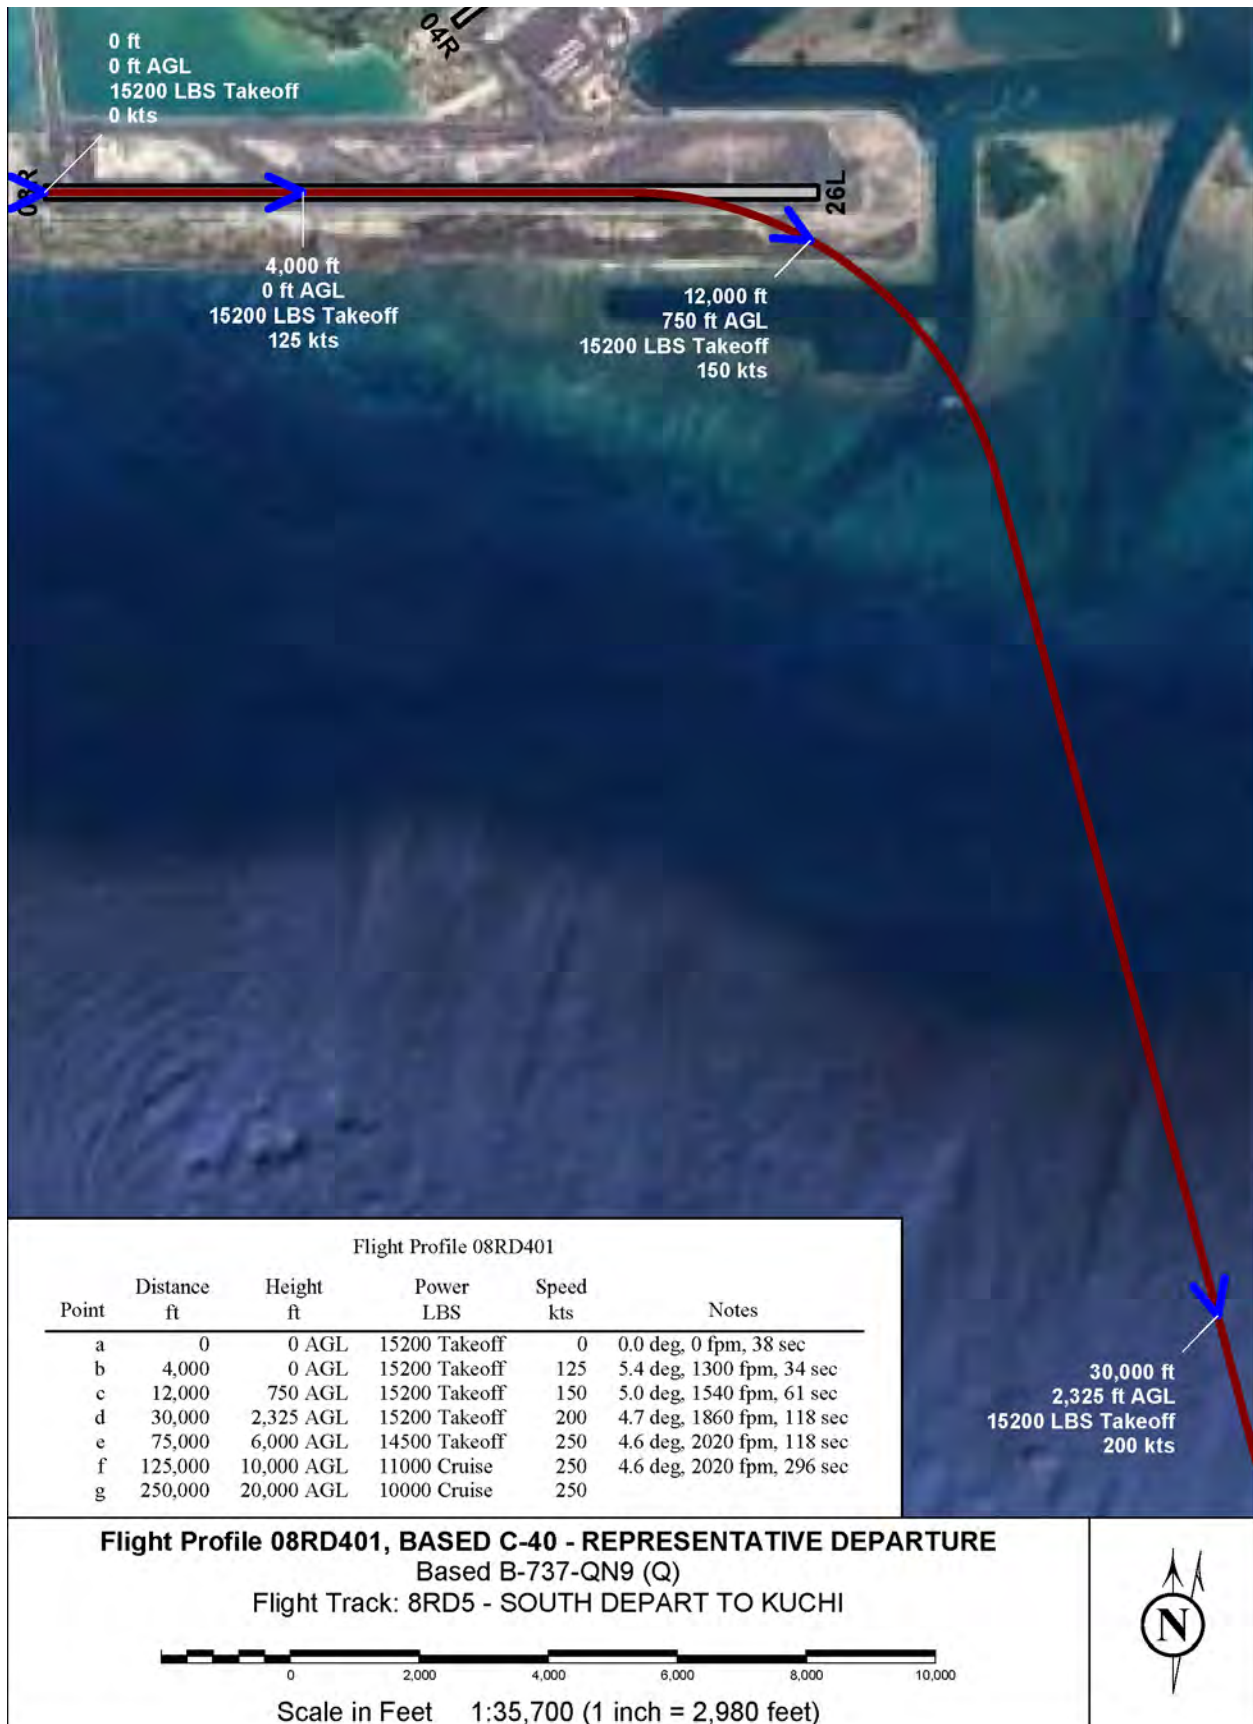 04R
0 ft
0 ft AGL
15200 LBS Takeoff
0 kts
08R
26L
4,000 ft
0 ft AGL
15200 LBS Takeoff
125 kts
12,000 ft
750 ft AGL
15200 LBS Takeoff
150 kts
30,000 ft
2,325 ft AGL
15200 LBS Takeoff
200 kts
Flight Profile 08RD401
Distance Height Power Speed
Point ft ft LBS kts Notes
a 0 0 AGL 15200 Takeoff 0 0.0 deg, 0 fpm, 38 sec
b 4,000 0 AGL 15200 Takeoff 125 5.4 deg, 1300 fpm, 34 sec
c 12,000 750 AGL 15200 Takeoff 150 5.0 deg, 1540 fpm, 61 sec
d 30,000 2,325 AGL 15200 Takeoff 200 4.7 deg, 1860 fpm, 118 sec
e 75,000 6,000 AGL 14500 Takeoff 250 4.6 deg, 2020 fpm, 118 sec
f 125,000 10,000 AGL 11000 Cruise 250 4.6 deg, 2020 fpm, 296 sec
g 250,000 20,000 AGL 10000 Cruise 250
Flight Profile 08RD401, BASED C-40 - REPRESENTATIVE DEPARTURE
Based B-737-QN9 (Q)
Flight Track: 8RD5 - SOUTH DEPART TO KUCHI
0 2,000 4,000 6,000 8,000 10,000
Scale in Feet 1:35,700 (1 inch = 2,980 feet)
N